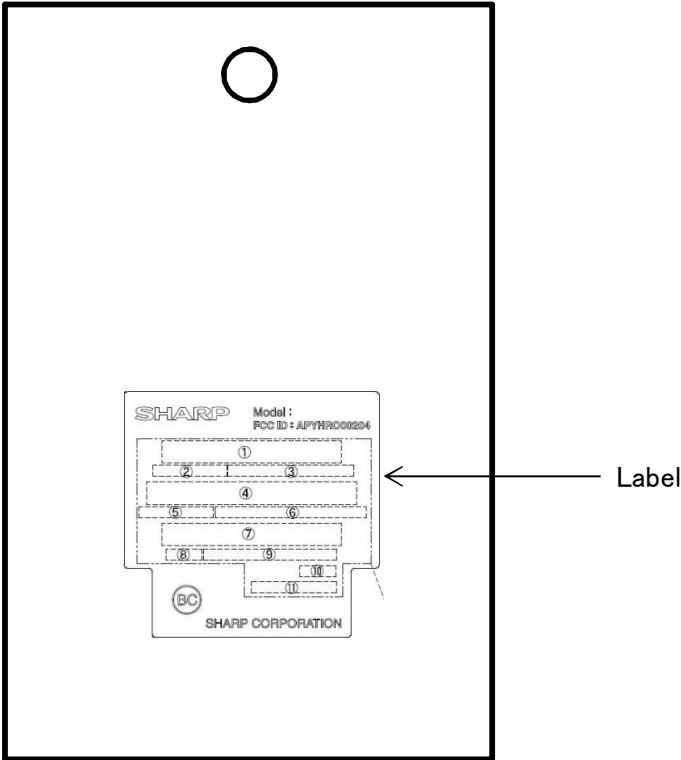 SHARP Model :
FCC ID : APYHRO00204
①
② ③
④
⑤ ⑥
⑦
⑧ ⑨
⑩
⑪
BC
SHARP CORPORATION
Label